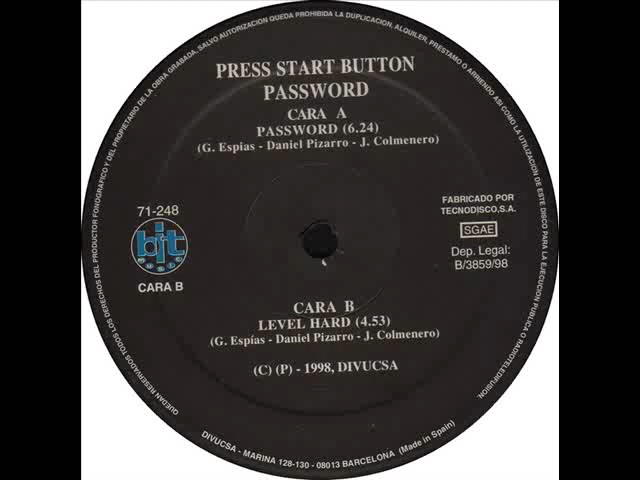 QUEDAN RESERVADOS TODOS LOS DERECHOS DEL PRODUCTOR FONOGRAFICO Y DEL PROPIETARIO DE LA OBRA GRABADA, SALVO AUTORIZACION QUEDA PROHIBIDA LA DUPLICACION, ALQUILER, PRESTAMO O ARRIENDO ASI COMO LA UTILIZACION DE ESTE DISCO PARA LA EJECUCION PUBLICA O RADIOTELEDIFUSION.
PRESS START BUTTON
PASSWORD
CARA A
PASSWORD (6.24)
(G. Espias - Daniel Pizarro - J. Colmenero)
71-248
bit
MUSIC
CARA B
FABRICADO POR
TECNODISCO,S.A.
SGAE
Dep. Legal:
B/3859/98
CARA B
LEVEL HARD (4.53)
(G. Espías - Daniel Pizarro - J. Colmenero)
(C) (P) - 1998, DIVUCSA
DIVUCSA - MARINA 128-130 - 08013 BARCELONA (Made in Spain)